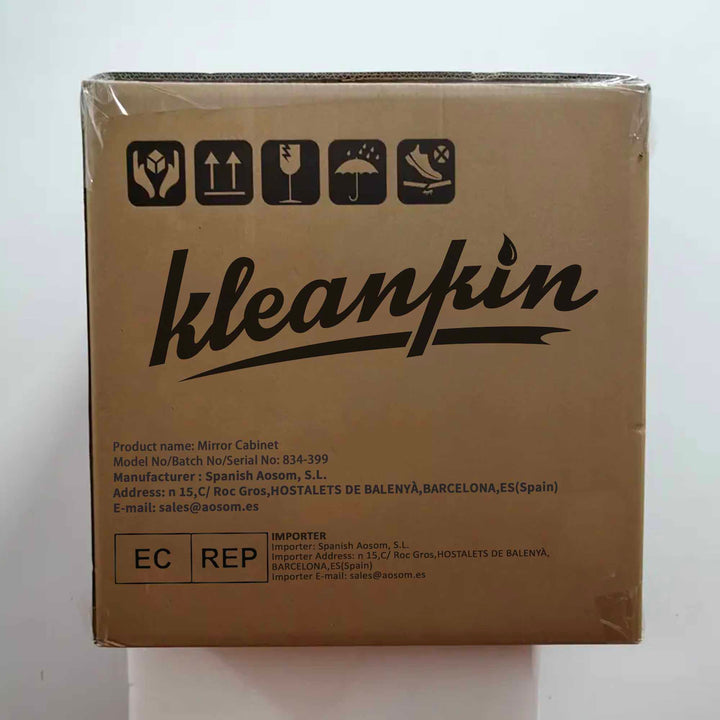 kleankin
Product name: Mirror Cabinet
Model No/Batch No/Serial No: 834-399
Manufacturer : Spanish Aosom, S.L.
Address: n 15,C/ Roc Gros,HOSTALETS DE BALENYÀ,BARCELONA,ES(Spain)
E-mail: sales@aosom.es
EC REP
IMPORTER
Importer: Spanish Aosom, S.L.
Importer Address: n 15,C/ Roc Gros,HOSTALETS DE BALENYÀ,
BARCELONA,ES(Spain)
Importer E-mail: sales@aosom.es